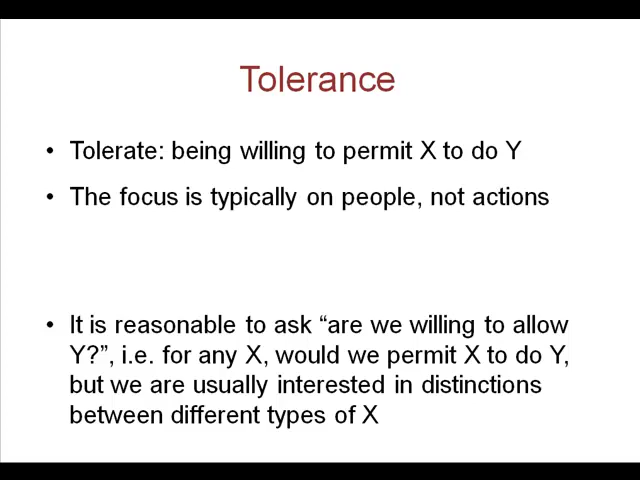 Tolerance
• Tolerate: being willing to permit X to do Y
• The focus is typically on people, not actions
• It is reasonable to ask “are we willing to allow
Y?”, i.e. for any X, would we permit X to do Y,
but we are usually interested in distinctions
between different types of X